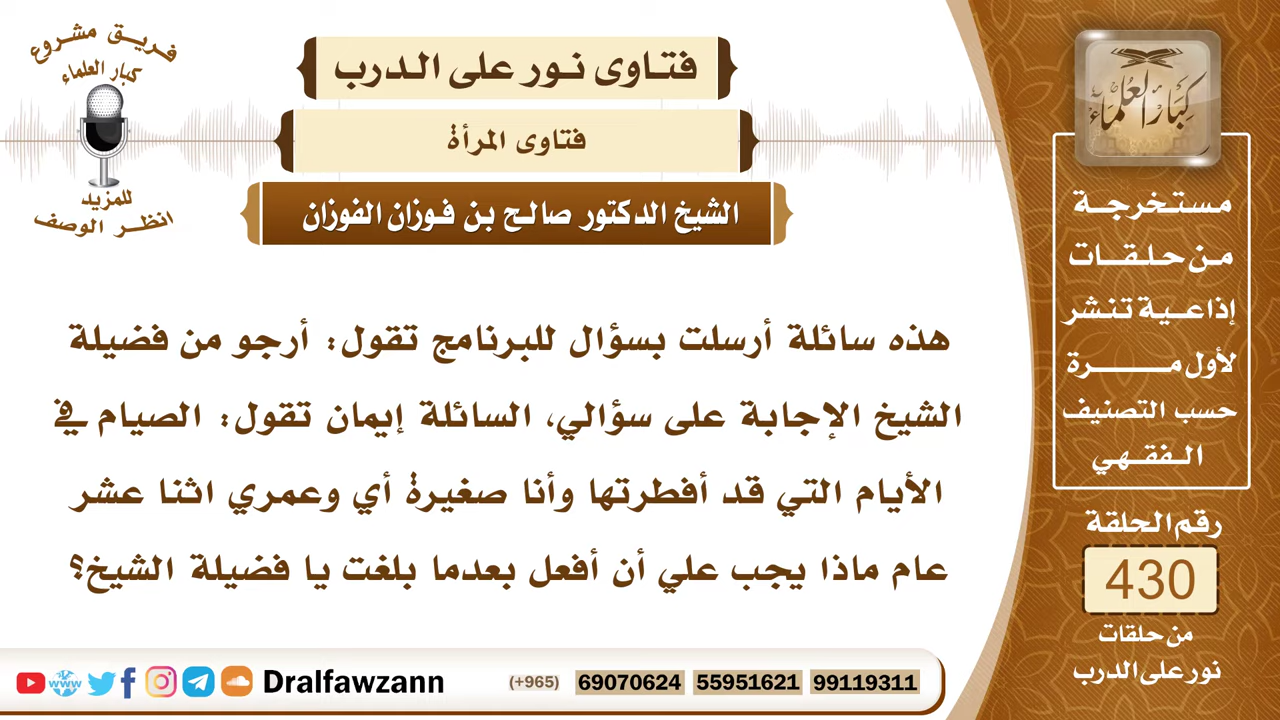 فريق مشروع
كبار العلماء
للمزيد
انظر الوصف
فتاوى نور على الدرب
فتاوى المرأة
الشيخ الدكتور صالح بن فوزان الفوزان
هذه سائلة أرسلت بسؤال للبرنامج تقول: أرجو من فضيلة
الشيخ الإجابة على سؤالي، السائلة إيمان تقول: الصيام في
الأيام التي قد أفطرتها وأنا صغيرة أي وعمري اثنا عشر
عام ماذا يجب علي أن أفعل بعدما بلغت يا فضيلة الشيخ؟
كبار العلماء
مستخرجة
من حلقات
إذاعية تنشر
لأول مرة
حسب التصنيف
الفقهي
رقم الحلقة
430
من حلقات
نور على الدرب
www Dralfawzann (+965) 69070624 55951621 99119311